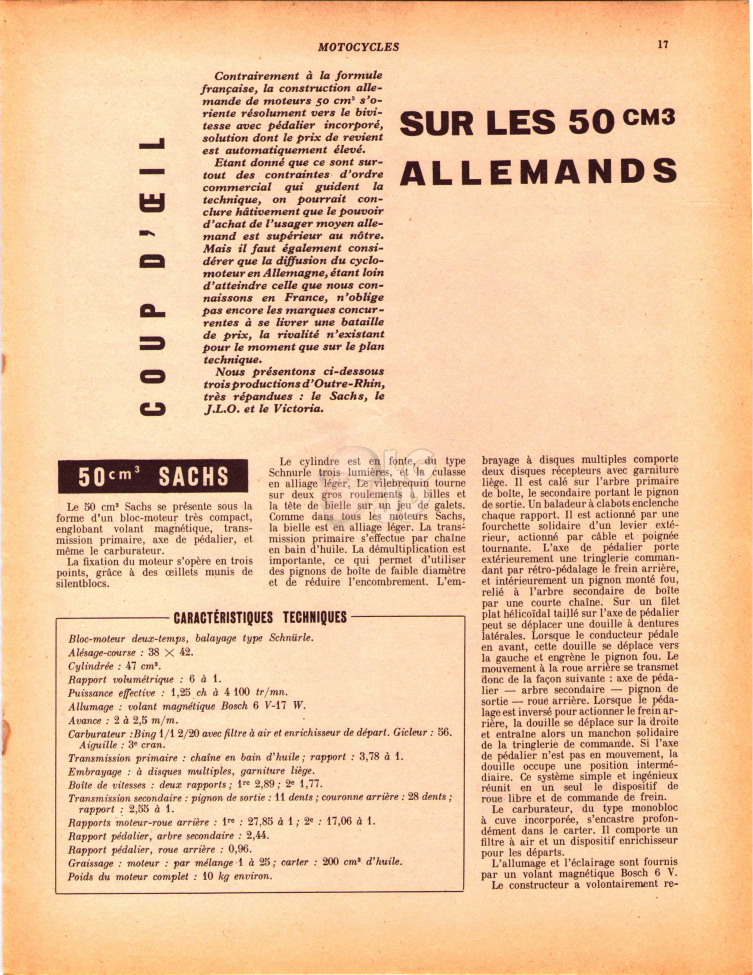 MOTOCYCLES
17
COUP D'ŒIL
SUR LES 50 CM3
ALLEMANDS
Contrairement à la formule
française, la construction alle-
mande de moteurs 50 cm³ s'o-
riente résolument vers le bivi-
tesse avec pédalier incorporé,
solution dont le prix de revient
est automatiquement élevé.
Etant donné que ce sont sur-
tout des contraintes d'ordre
commercial qui guident la
technique, on pourrait con-
clure hâtivement que le pouvoir
d'achat de l'usager moyen alle-
mand est supérieur au nôtre.
Mais il faut également consi-
dérer que la diffusion du cyclo-
moteur en Allemagne, étant loin
d'atteindre celle que nous con-
naissons en France, n'oblige
pas encore les marques concur-
rentes à se livrer une bataille
de prix, la rivalité n'existant
pour le moment que sur le plan
technique.
Nous présentons ci-dessous
trois productions d'Outre-Rhin,
très répandues : le Sachs, le
J.L.O. et le Victoria.
50 cm³ SACHS
Le 50 cm³ Sachs se présente sous la
forme d'un bloc-moteur très compact,
englobant volant magnétique, trans-
mission primaire, axe de pédalier, et
même le carburateur.
La fixation du moteur s'opère en trois
points, grâce à des œillets munis de
silentblocs.
Le cylindre est en fonte, du type
Schnurle trois lumières, et la culasse
en alliage léger. Le vilebrequin tourne
sur deux gros roulements à billes et
la tête de bielle sur un jeu de galets.
Comme dans tous les moteurs Sachs,
la bielle est en alliage léger. La trans-
mission primaire s'effectue par chaîne
en bain d'huile. La démultiplication est
importante, ce qui permet d'utiliser
des pignons de boîte de faible diamètre
et de réduire l'encombrement. L'em-
brayage à disques multiples comporte
deux disques récepteurs avec garniture
liège. Il est calé sur l'arbre primaire
de boîte, le secondaire portant le pignon
de sortie. Un baladeur à clabots enclenche
chaque rapport. Il est actionné par une
fourchette solidaire d'un levier exté-
rieur, actionné par câble et poignée
tournante. L'axe de pédalier porte
extérieurement une tringlerie comman-
dant par rétro-pédalage le frein arrière,
et intérieurement un pignon monté fou,
relié à l'arbre secondaire de boîte
par une courte chaîne. Sur un filet
plat hélicoïdal taillé sur l'axe de pédalier
peut se déplacer une douille à dentures
latérales. Lorsque le conducteur pédale
en avant, cette douille se déplace vers
la gauche et engrène le pignon fou. Le
mouvement à la roue arrière se transmet
donc de la façon suivante : axe de péda-
lier — arbre secondaire — pignon de
sortie — roue arrière. Lorsque le péda-
lage est inversé pour actionner le frein ar-
rière, la douille se déplace sur la droite
et entraîne alors un manchon solidaire
de la tringlerie de commande. Si l'axe
de pédalier n'est pas en mouvement, la
douille occupe une position intermé-
diaire. Ce système simple et ingénieux
réunit en un seul le dispositif de
roue libre et de commande de frein.
Le carburateur, du type monobloc
à cuve incorporée, s'encastre profon-
dément dans le carter. Il comporte un
filtre à air et un dispositif enrichisseur
pour les départs.
L'allumage et l'éclairage sont fournis
par un volant magnétique Bosch 6 V.
Le constructeur a volontairement re-
CARACTÉRISTIQUES TECHNIQUES
Bloc-moteur deux-temps, balayage type Schnürle.
Alésage-course : 38 × 42.
Cylindrée : 47 cm³.
Rapport volumétrique : 6 à 1.
Puissance effective : 1,25 ch à 4 100 tr/mn.
Allumage : volant magnétique Bosch 6 V-17 W.
Avance : 2 à 2,5 m/m.
Carburateur : Bing 1/1 2/20 avec filtre à air et enrichisseur de départ. Gicleur : 56.
Aiguille : 3e cran.
Transmission primaire : chaîne en bain d'huile ; rapport : 3,78 à 1.
Embrayage : à disques multiples, garniture liège.
Boîte de vitesses : deux rapports ; 1re 2,89 ; 2e 1,77.
Transmission secondaire : pignon de sortie : 11 dents ; couronne arrière : 28 dents ;
rapport : 2,55 à 1.
Rapports moteur-roue arrière : 1re : 27,85 à 1 ; 2e : 17,06 à 1.
Rapport pédalier, arbre secondaire : 2,44.
Rapport pédalier, roue arrière : 0,96.
Graissage : moteur : par mélange 1 à 25 ; carter : 200 cm³ d'huile.
Poids du moteur complet : 10 kg environ.